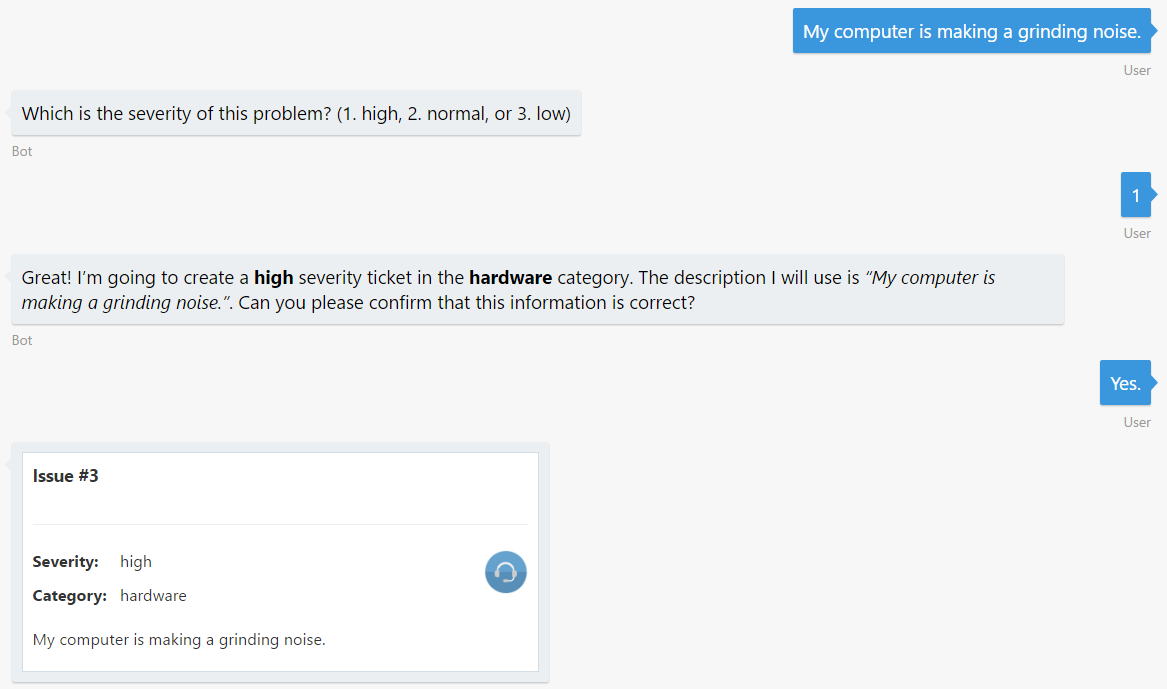 My computer is making a grinding noise.
User
Which is the severity of this problem? (1. high, 2. normal, or 3. low)
Bot
1
User
Great! I’m going to create a high severity ticket in the hardware category. The description I will use is “My computer is
making a grinding noise.”. Can you please confirm that this information is correct?
Bot
Yes.
User
Issue #3
Severity: high
Category: hardware
My computer is making a grinding noise.